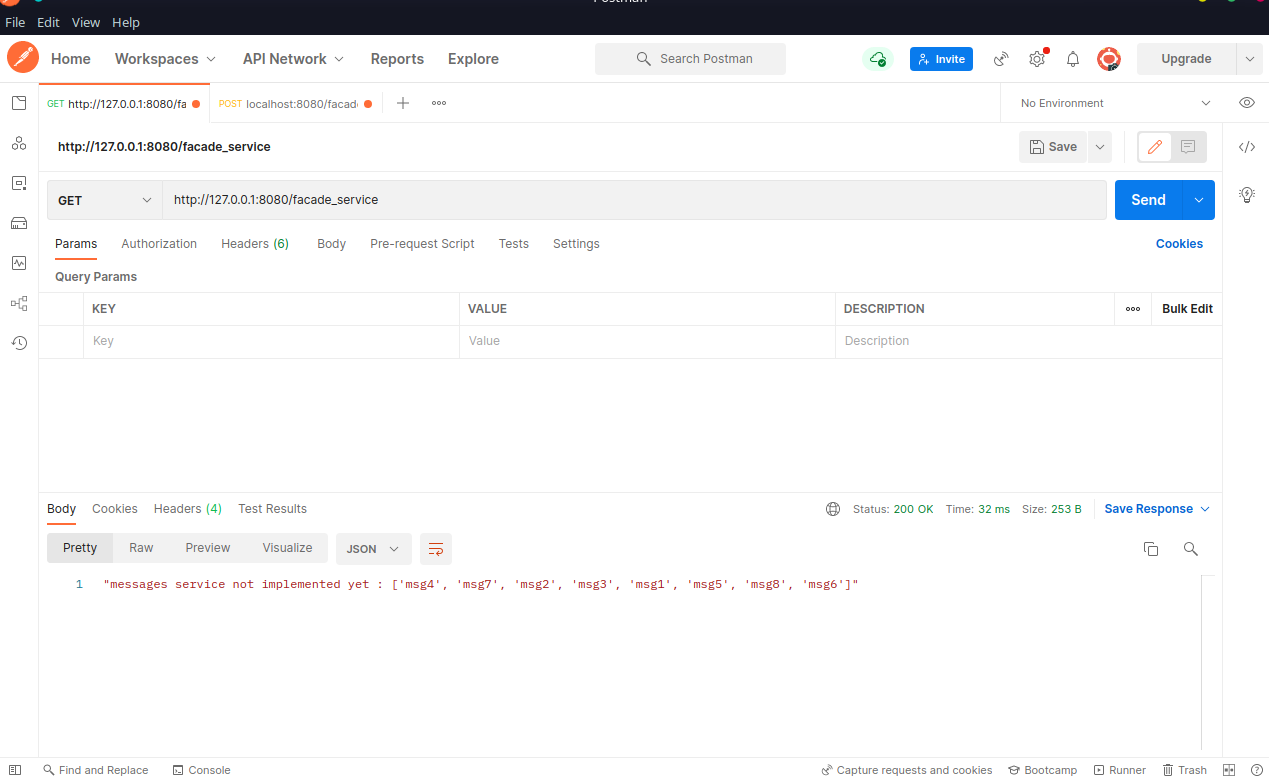 Postman
File Edit View Help
Home Workspaces API Network Reports Explore Search Postman Invite Upgrade
GET http://127.0.0.1:8080/fa POST localhost:8080/facad No Environment
http://127.0.0.1:8080/facade_service Save
GET http://127.0.0.1:8080/facade_service Send
Params Authorization Headers (6) Body Pre-request Script Tests Settings Cookies
Query Params
KEY VALUE DESCRIPTION Bulk Edit
Key Value Description
Body Cookies Headers (4) Test Results Status: 200 OK Time: 32 ms Size: 253 B Save Response
Pretty Raw Preview Visualize JSON
1 "messages service not implemented yet : ['msg4', 'msg7', 'msg2', 'msg3', 'msg1', 'msg5', 'msg8', 'msg6']"
Find and Replace Console Capture requests and cookies Bootcamp Runner Trash